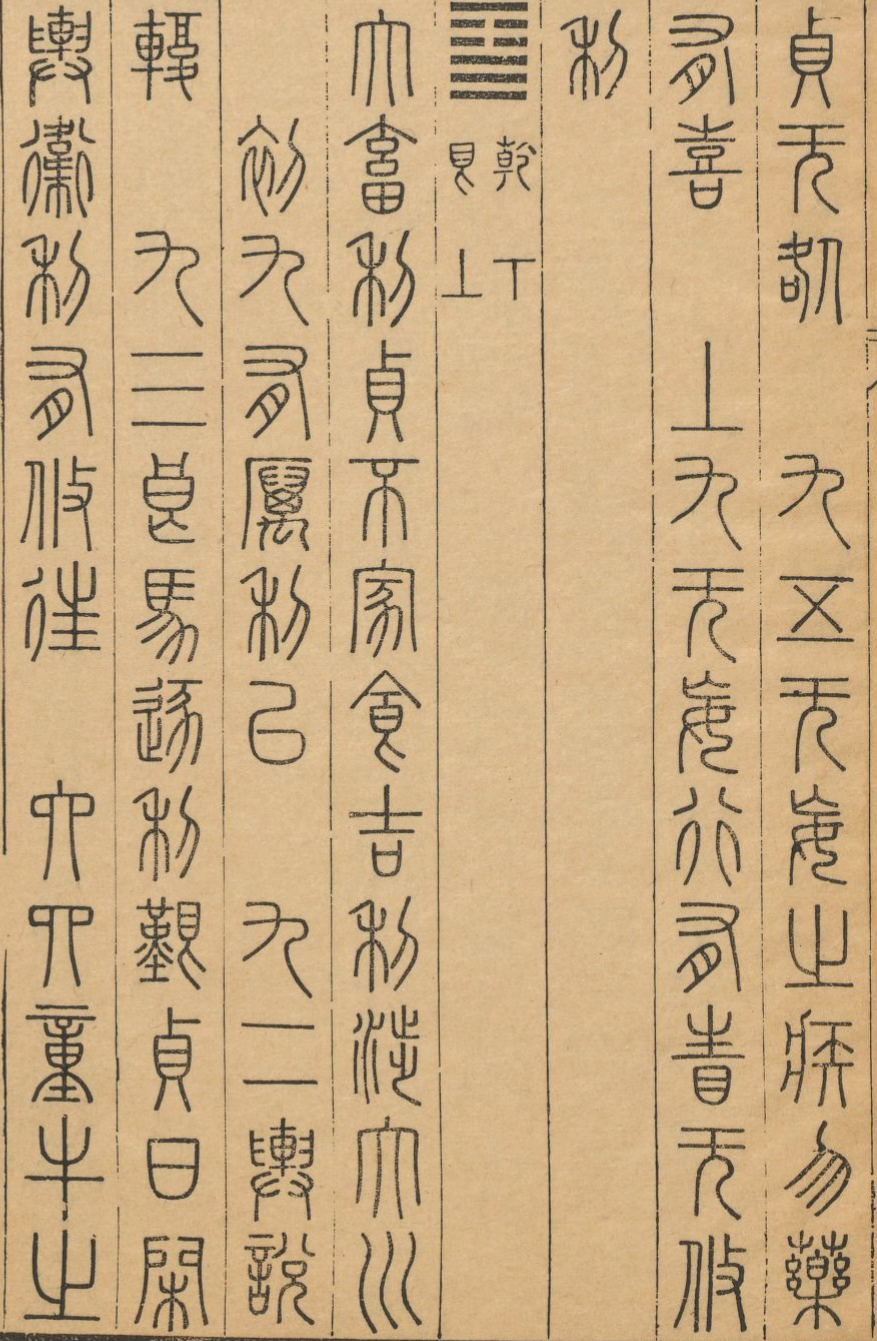 貞无咎　九五无妄之疾勿藥
有喜　上九无妄行有眚无攸
利
䷙
乾下
艮上
大畜利貞不家食吉利涉大川
初九有厲利已　九二輿說
輹　九三良馬逐利艱貞曰閑
輿衛利有攸往　六四童牛之